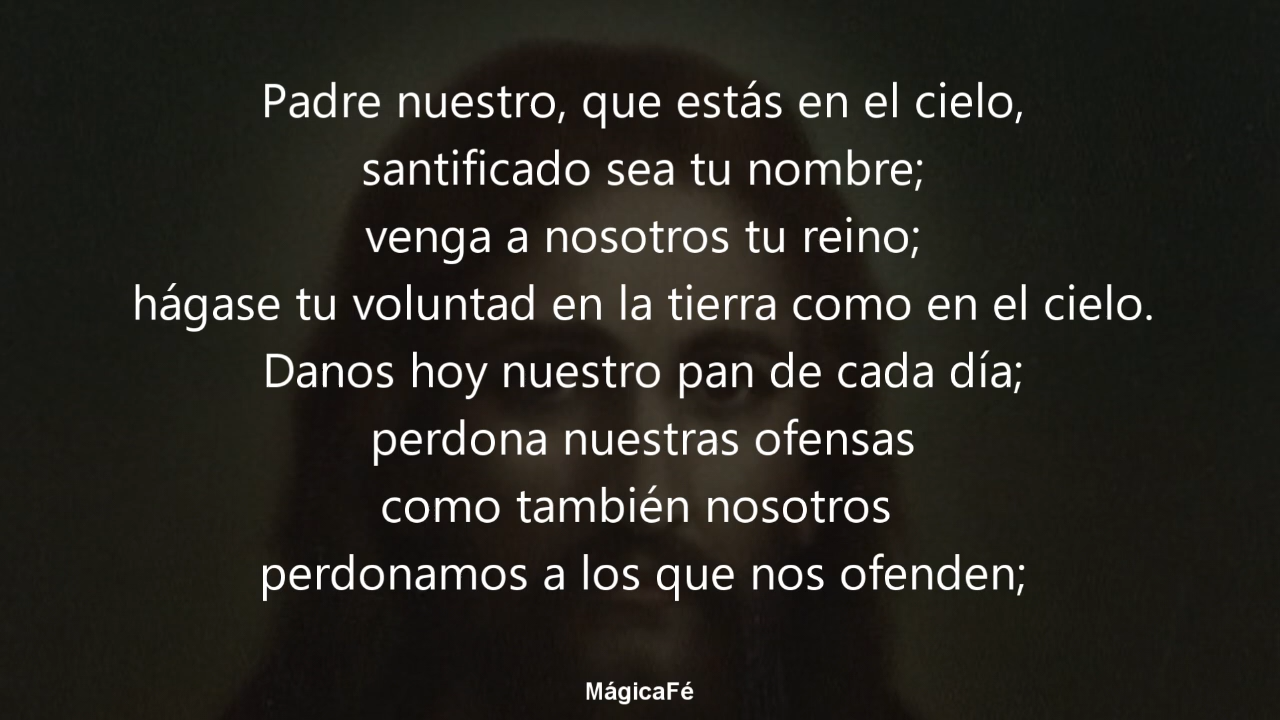 Padre nuestro, que estás en el cielo,
santificado sea tu nombre;
venga a nosotros tu reino;
hágase tu voluntad en la tierra como en el cielo.
Danos hoy nuestro pan de cada día;
perdona nuestras ofensas
como también nosotros
perdonamos a los que nos ofenden;
MágicaFé